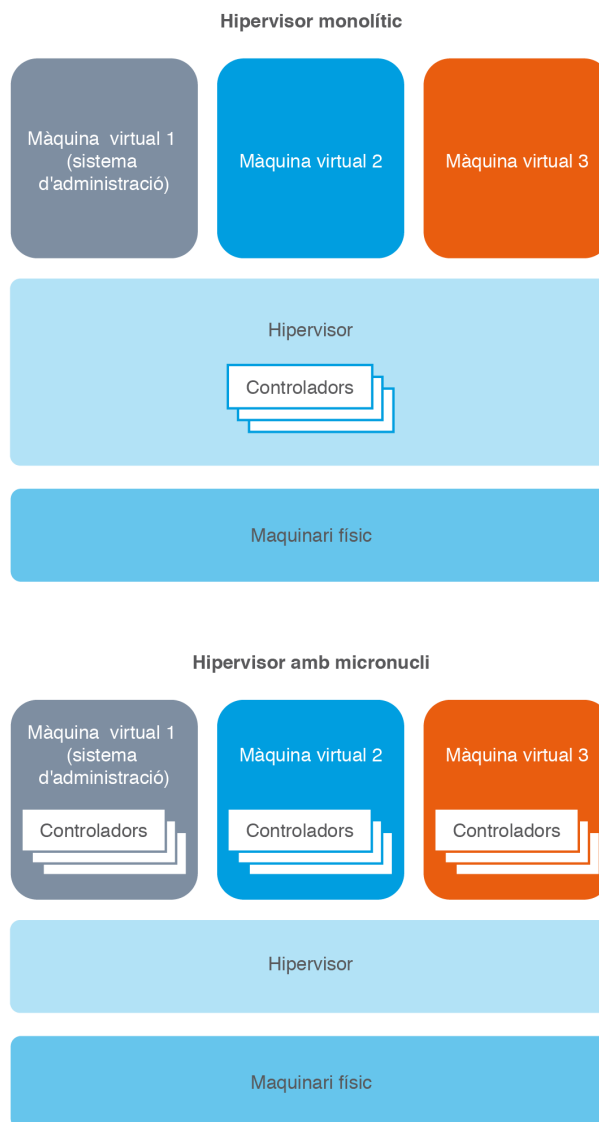 Hipervisor monolític
Màquina virtual 1
(sistema
d'administració)
Màquina virtual 2
Màquina virtual 3
Hipervisor
Controladors
Maquinari físic
Hipervisor amb micronucli
Màquina virtual 1
(sistema
d'administració)
Màquina virtual 2
Màquina virtual 3
Controladors
Controladors
Controladors
Hipervisor
Maquinari físic